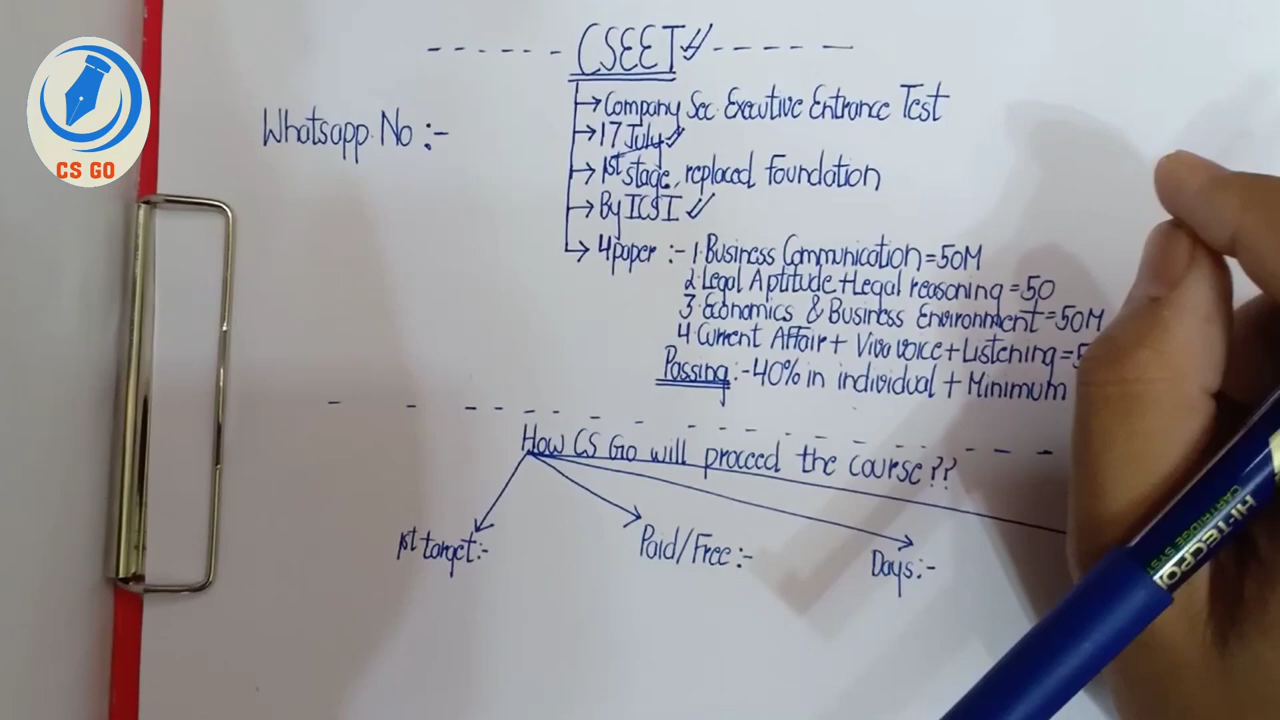 CSEET
Company Sec. Executive Entrance Test
Whatsapp No :-
17 July
1st stage, replaced Foundation
By ICSI
4 paper :- 1. Business Communication = 50M
2. Legal Aptitude + Legal reasoning = 50
3. Economics & Business Environment = 50M
4. Current Affair + Viva voice + Listening = 5
Passing :- 40% in individual + Minimum
How CS Go will proceed the course??
1st target :-
Paid/Free :-
Days :-
CS GO
HI-TECPO
CARTRIDGE SYST